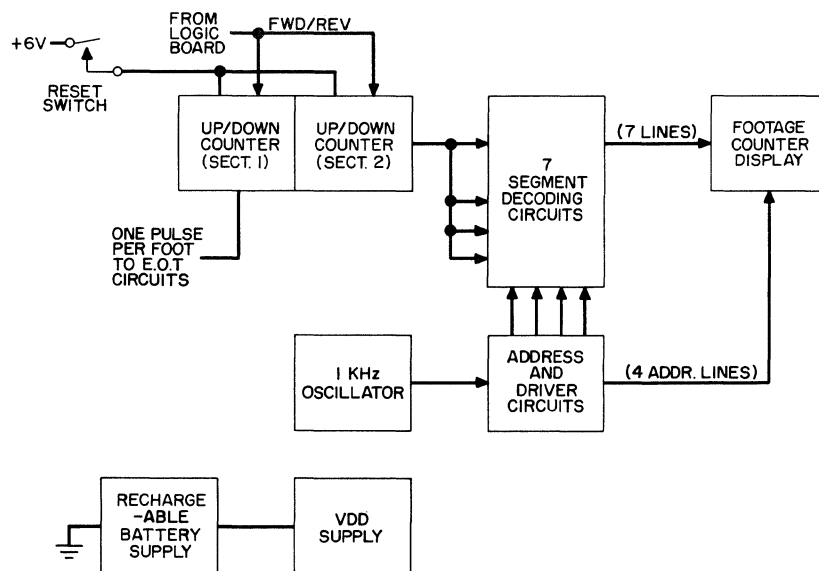 FROM
LOGIC
BOARD
FWD/REV
+6V
RESET
SWITCH
UP/DOWN
COUNTER
(SECT. 1)
UP/DOWN
COUNTER
(SECT. 2)
7
SEGMENT
DECODING
CIRCUITS
(7 LINES)
FOOTAGE
COUNTER
DISPLAY
ONE PULSE
PER FOOT
TO E.O.T
CIRCUITS
1 KHz
OSCILLATOR
ADDRESS
AND
DRIVER
CIRCUITS
(4 ADDR. LINES)
RECHARGE
-ABLE
BATTERY
SUPPLY
VDD
SUPPLY